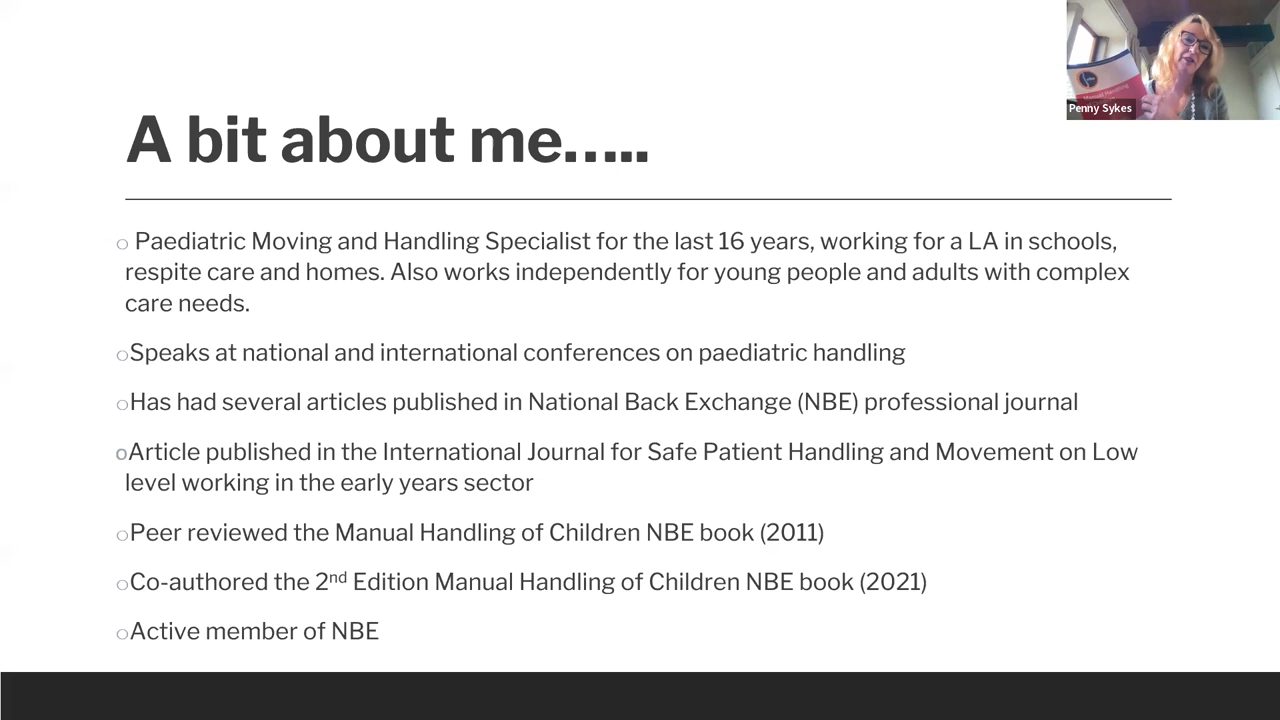 Penny Sykes
Manual Handling
A bit about me…..
○ Paediatric Moving and Handling Specialist for the last 16 years, working for a LA in schools,
respite care and homes. Also works independently for young people and adults with complex
care needs.
○Speaks at national and international conferences on paediatric handling
○Has had several articles published in National Back Exchange (NBE) professional journal
○Article published in the International Journal for Safe Patient Handling and Movement on Low
level working in the early years sector
○Peer reviewed the Manual Handling of Children NBE book (2011)
○Co-authored the 2nd Edition Manual Handling of Children NBE book (2021)
○Active member of NBE